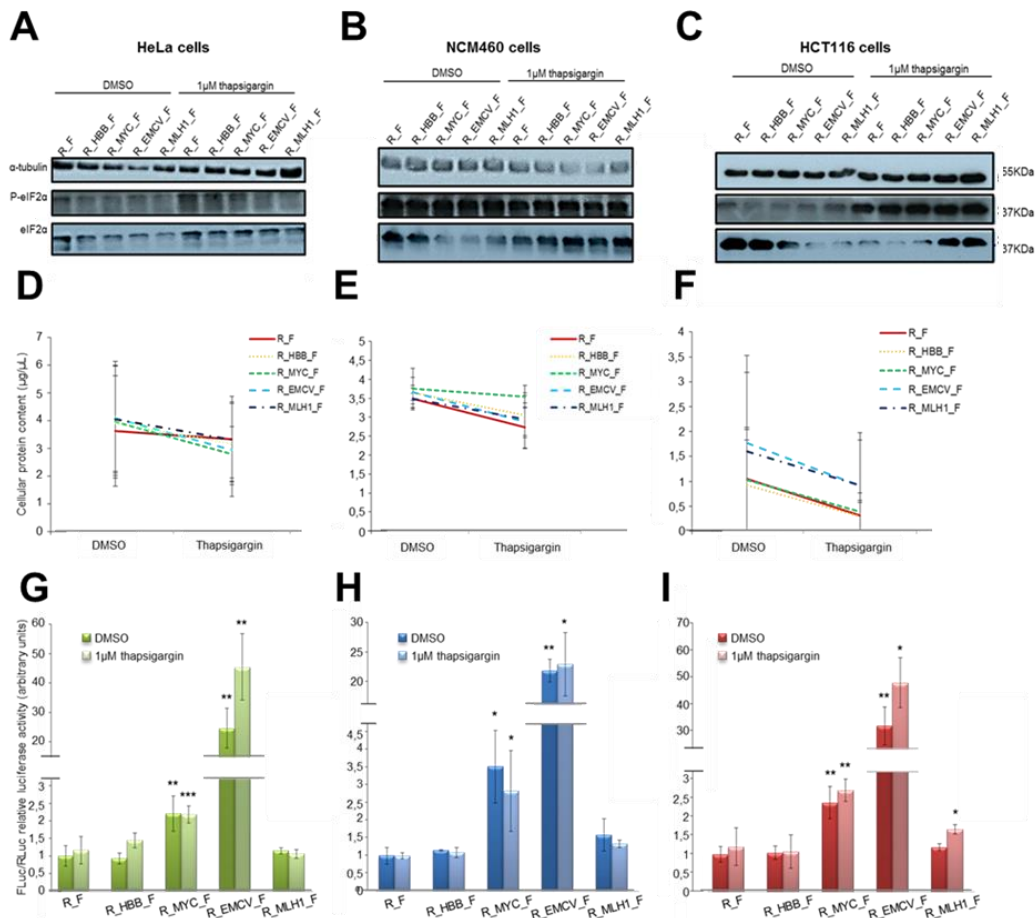 A
HeLa cells
DMSO
1µM thapsigargin
R_F
R_HBB_F
R_MYC_F
R_EMCV_F
R_MLH1_F
R_F
R_HBB_F
R_MYC_F
R_EMCV_F
R_MLH1_F
α-tubulin
P-eIF2α
eIF2α
B
NCM460 cells
DMSO
1µM thapsigargin
R_F
R_HBB_F
R_MYC_F
R_EMCV_F
R_MLH1_F
R_F
R_HBB_F
R_MYC_F
R_EMCV_F
R_MLH1_F
C
HCT116 cells
DMSO
1µM thapsigargin
R_F
R_HBB_F
R_MYC_F
R_EMCV_F
R_MLH1_F
R_F
R_HBB_F
R_MYC_F
R_EMCV_F
R_MLH1_F
55KDa
37KDa
37KDa
D
Cellular protein content (µg/µL)
7
6
5
4
3
2
1
0
DMSO
Thapsigargin
R_F
R_HBB_F
R_MYC_F
R_EMCV_F
R_MLH1_F
E
5
4,5
4
3,5
3
2,5
2
1,5
1
0,5
0
DMSO
Thapsigargin
R_F
R_HBB_F
R_MYC_F
R_EMCV_F
R_MLH1_F
F
4
3,5
3
2,5
2
1,5
1
0,5
0
DMSO
Thapsigargin
R_F
R_HBB_F
R_MYC_F
R_EMCV_F
R_MLH1_F
G
FLuc/RLuc relative luciferase activity (arbitrary units)
60
50
40
30
20
3
2,5
2
1,5
1
0,5
0
DMSO
1µM thapsigargin
**
***
**
**
R_F
R_HBB_F
R_MYC_F
R_EMCV_F
R_MLH1_F
H
30
25
20
4,5
4
3,5
3
2,5
2
1,5
1
0,5
0
DMSO
1µM thapsigargin
*
*
**
*
R_F
R_HBB_F
R_MYC_F
R_EMCV_F
R_MLH1_F
I
70
60
50
40
30
3
2,5
2
1,5
1
0,5
0
DMSO
1µM thapsigargin
**
**
**
*
*
R_F
R_HBB_F
R_MYC_F
R_EMCV_F
R_MLH1_F